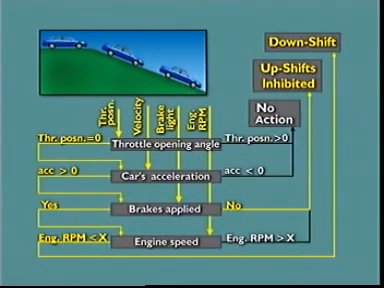 Down-Shift
Up-Shifts
Inhibited
No
Action
Thr.
posn.
Velocity
Brake
light
Eng.
RPM
Thr. posn.=0
Thr. posn.>0
Throttle opening angle
acc > 0
acc < 0
Car's acceleration
Yes
No
Brakes applied
Eng. RPM < X
Eng. RPM > X
Engine speed